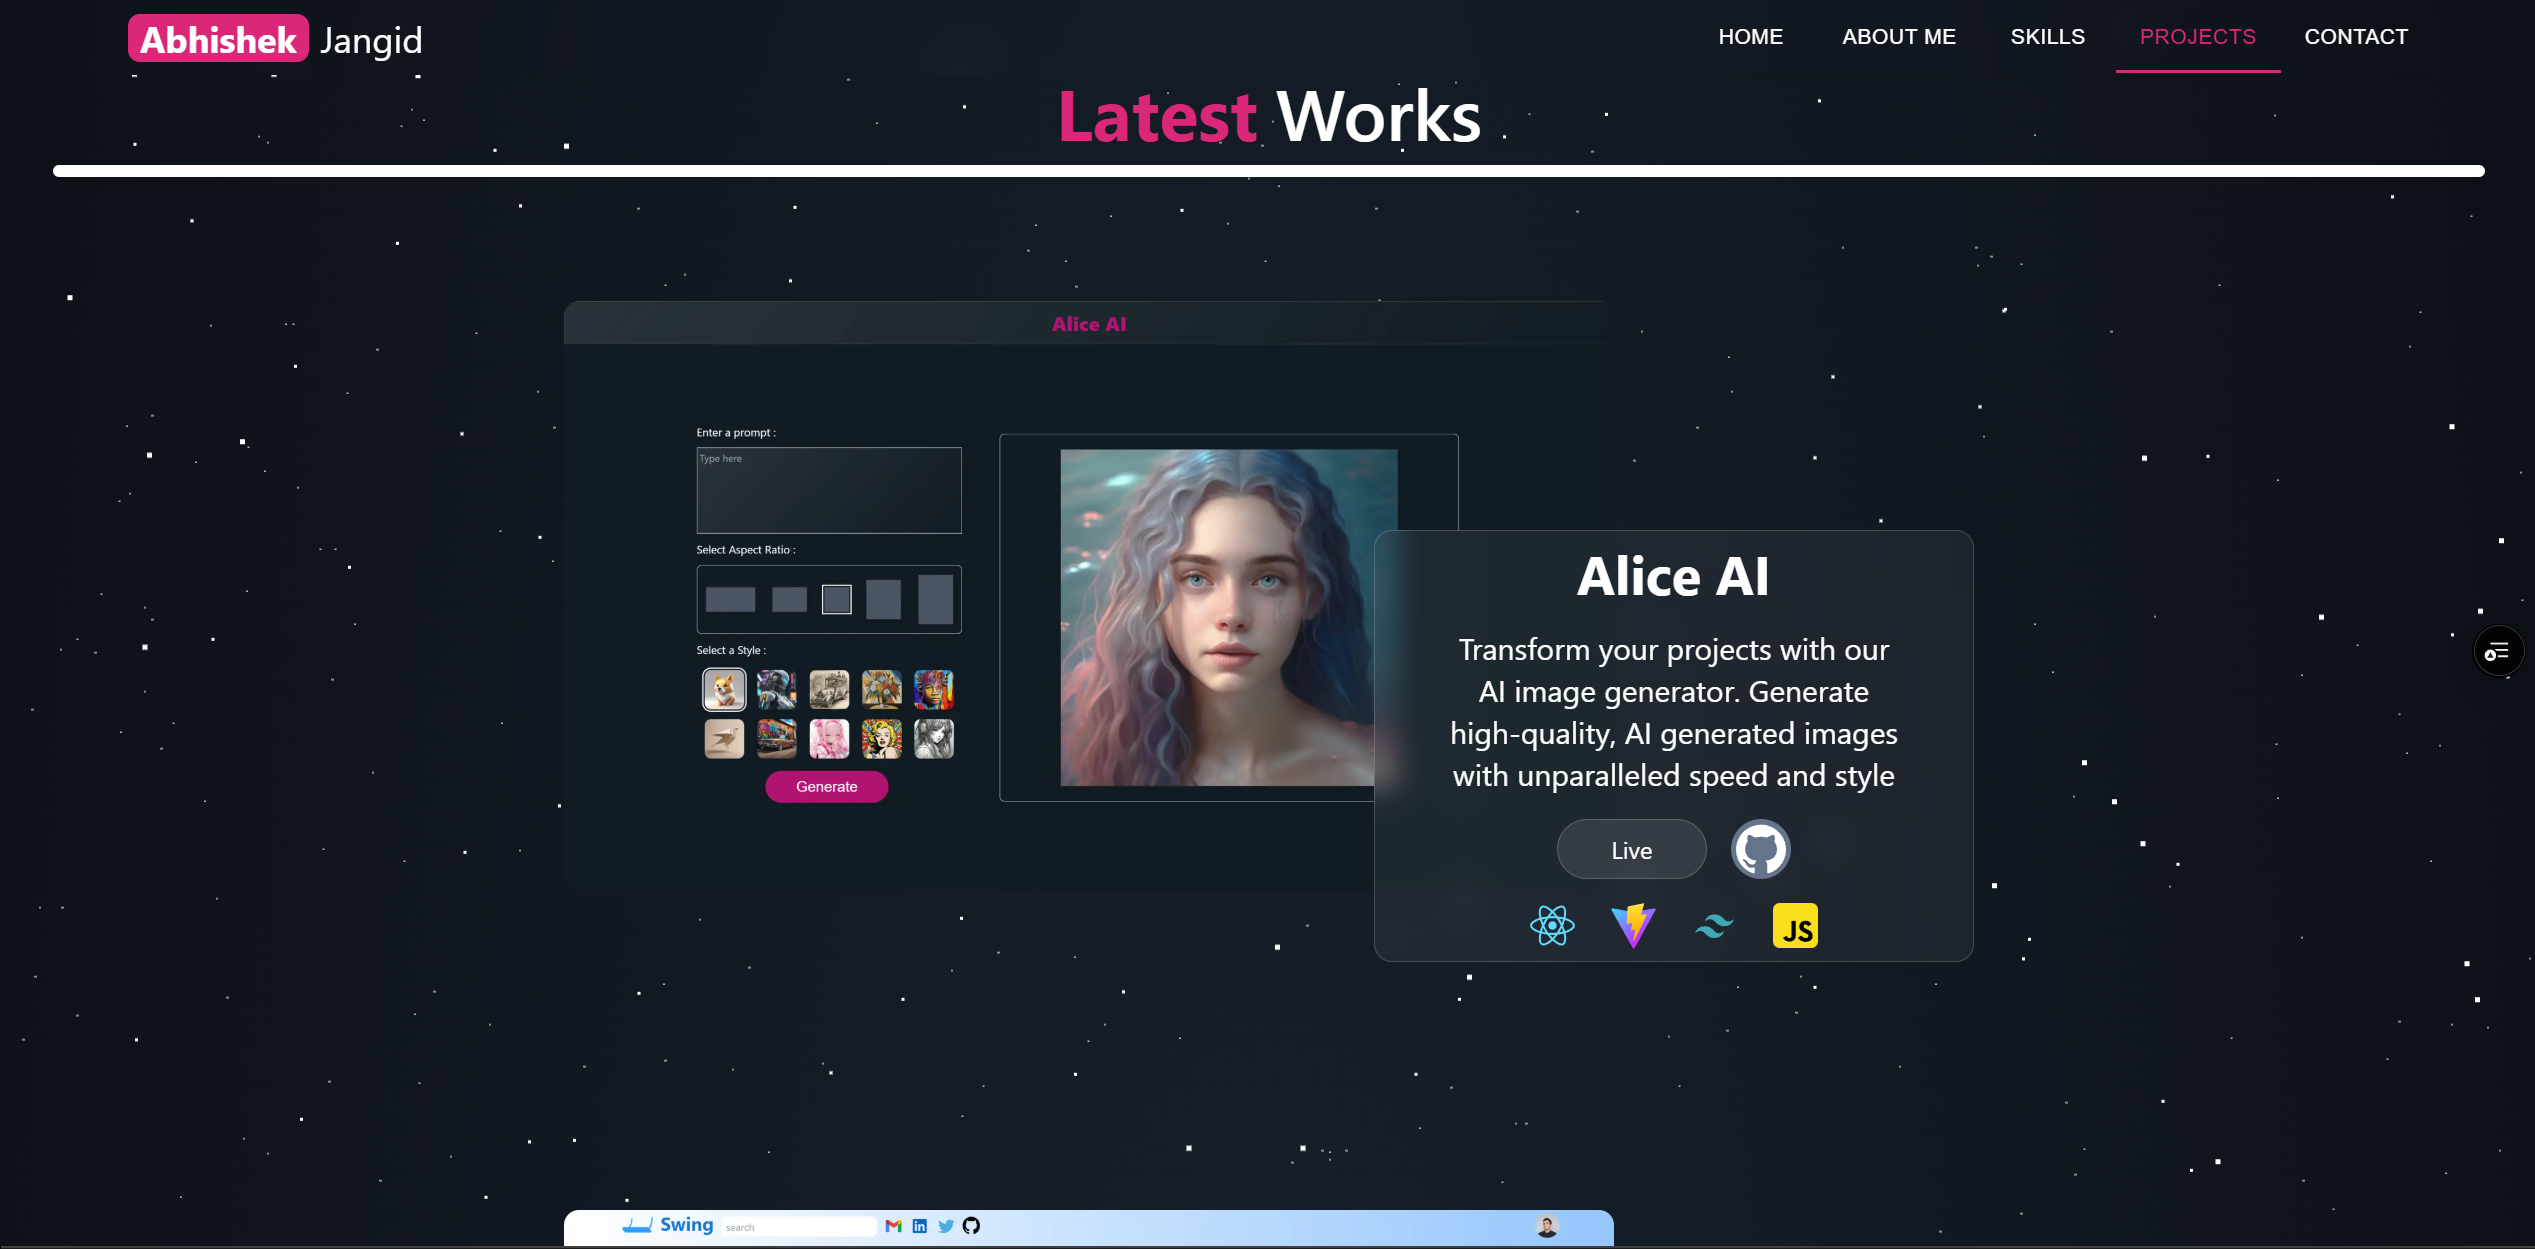 Abhishek Jangid
HOME ABOUT ME SKILLS PROJECTS CONTACT
Latest Works
Alice AI
Enter a prompt :
Type here
Select Aspect Ratio :
Select a Style :
Generate
Alice AI
Transform your projects with our
AI image generator. Generate
high-quality, AI generated images
with unparalleled speed and style
Live
JS
Swing search